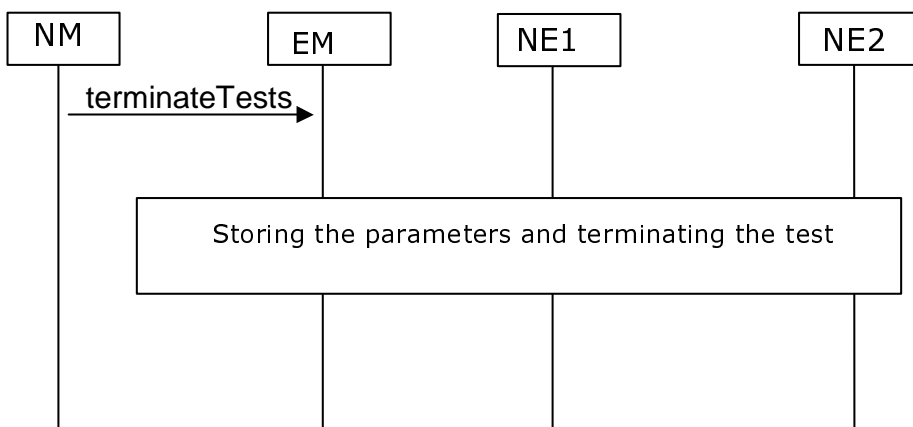 NM
EM
NE1
NE2
terminateTests
Storing the parameters and terminating the test